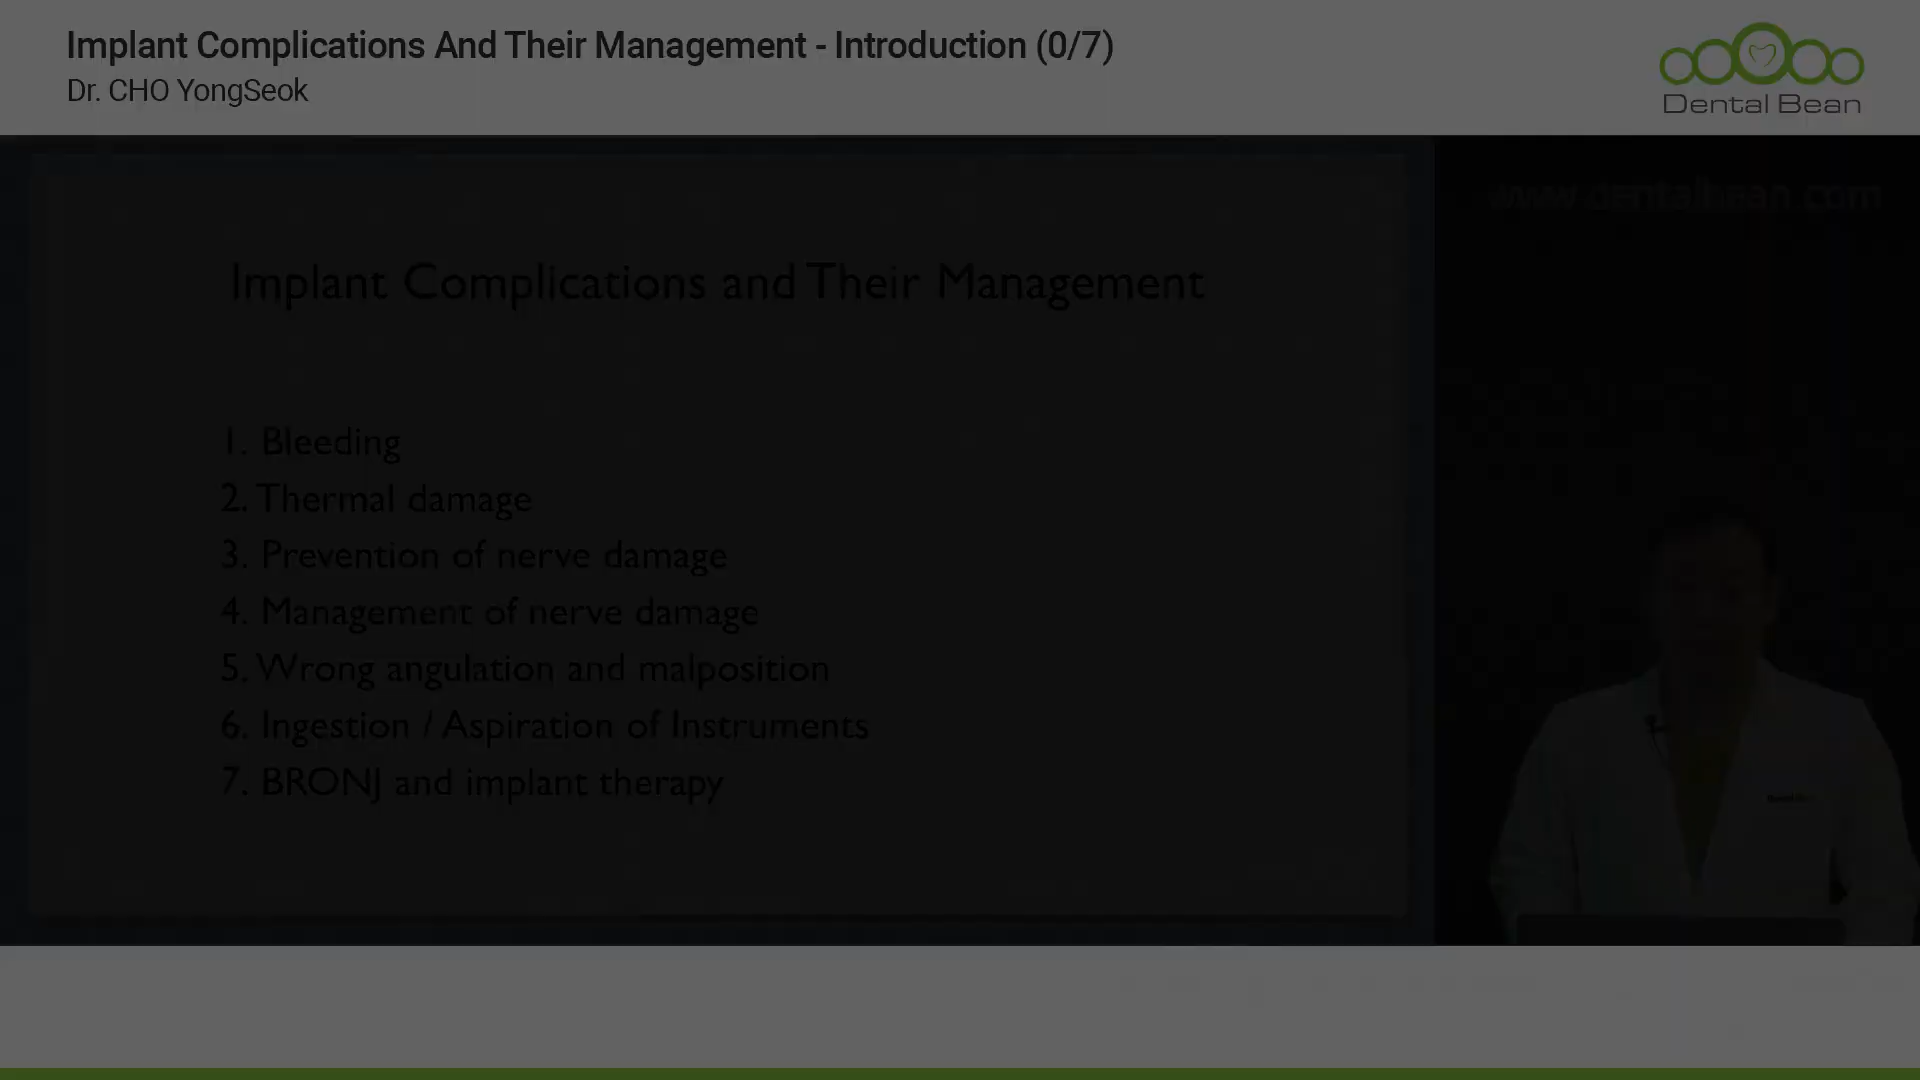 Implant Complications And Their Management - Introduction (0/7)
Dr. CHO YongSeok
Dental Bean
www.dentalbean.com
Implant Complications and Their Management
1. Bleeding
2. Thermal damage
3. Prevention of nerve damage
4. Management of nerve damage
5. Wrong angulation and malposition
6. Ingestion / Aspiration of Instruments
7. BRONJ and implant therapy